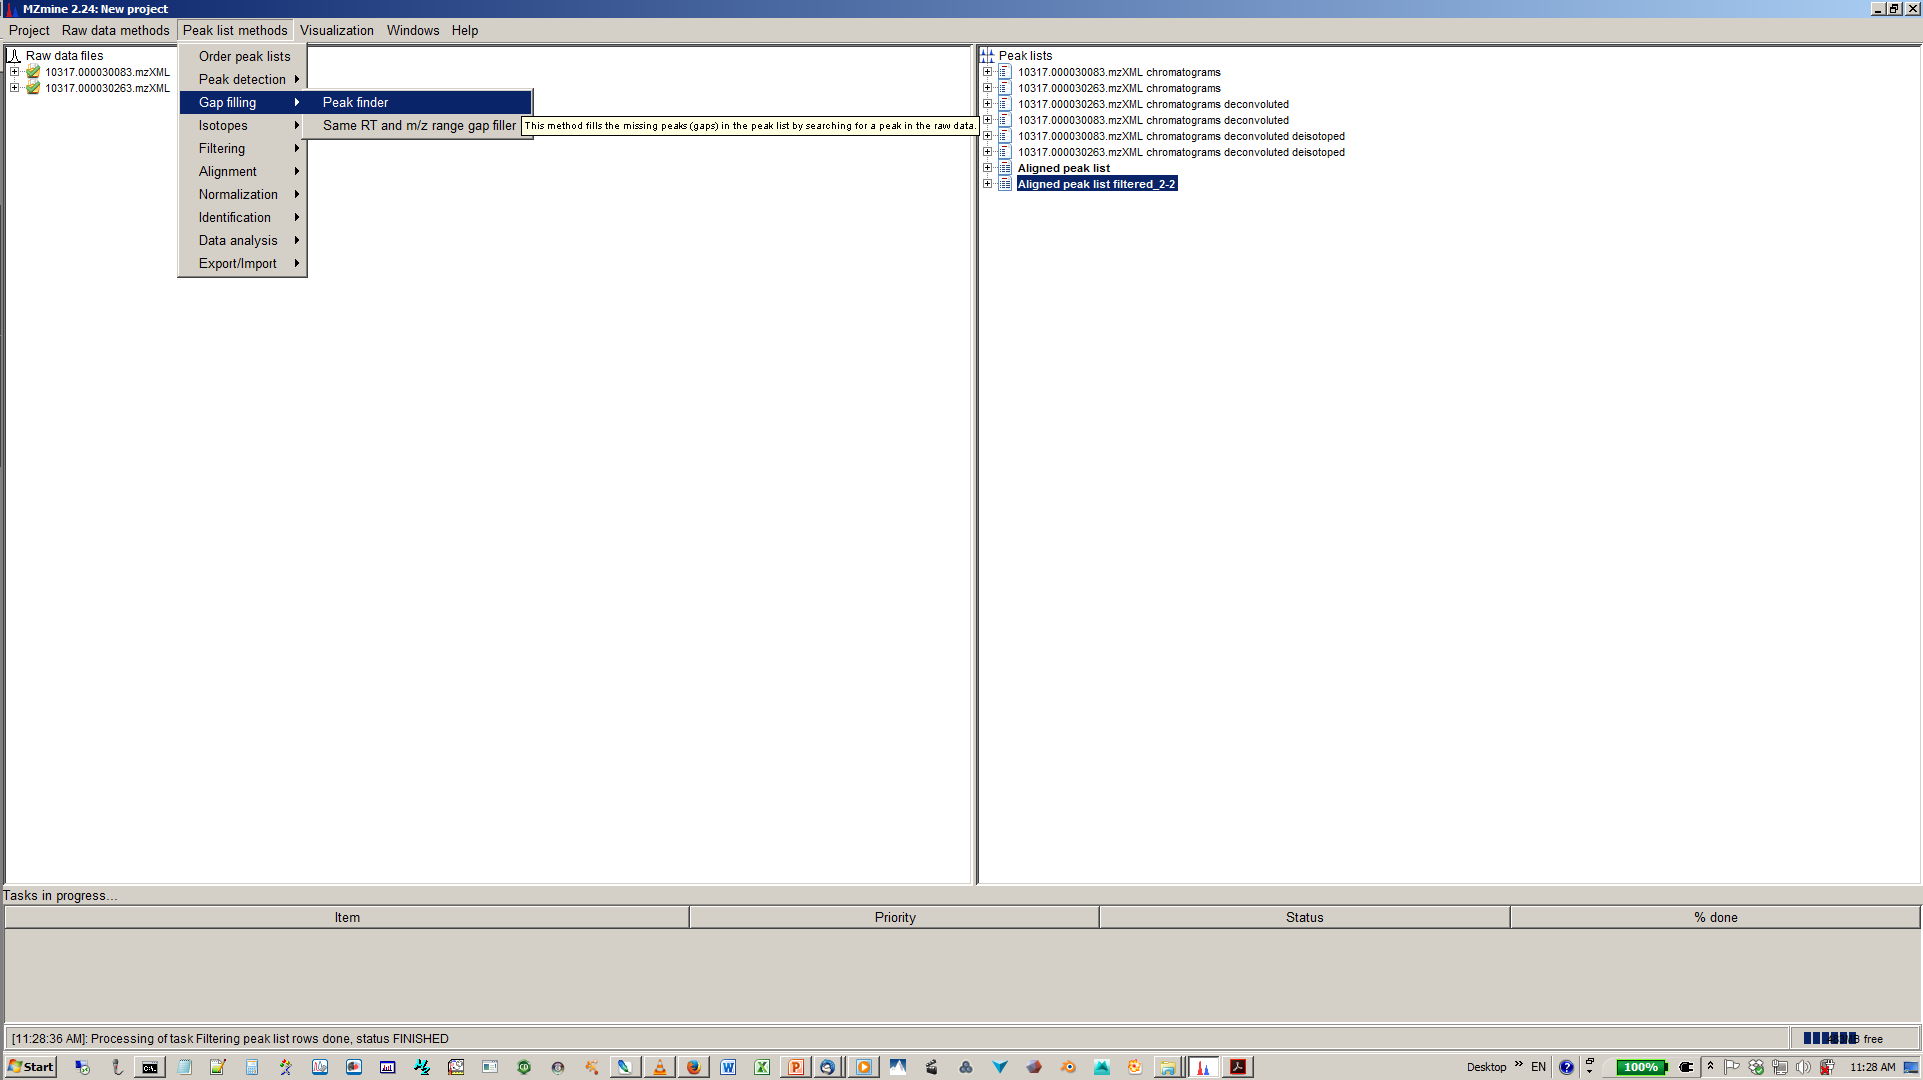 MZmine 2.24: New project
Project Raw data methods Peak list methods Visualization Windows Help
Raw data files
10317.000030083.mzXML
10317.000030263.mzXML
Order peak lists
Peak detection
Gap filling
Isotopes
Filtering
Alignment
Normalization
Identification
Data analysis
Export/Import
Peak finder
Same RT and m/z range gap filler
This method fills the missing peaks (gaps) in the peak list by searching for a peak in the raw data.
Peak lists
10317.000030083.mzXML chromatograms
10317.000030263.mzXML chromatograms
10317.000030263.mzXML chromatograms deconvoluted
10317.000030083.mzXML chromatograms deconvoluted
10317.000030083.mzXML chromatograms deconvoluted deisotoped
10317.000030263.mzXML chromatograms deconvoluted deisotoped
Aligned peak list
Aligned peak list filtered_2-2
Tasks in progress...
Item Priority Status % done
[11:28:36 AM]: Processing of task Filtering peak list rows done, status FINISHED
free
Start
Desktop
EN
100%
11:28 AM